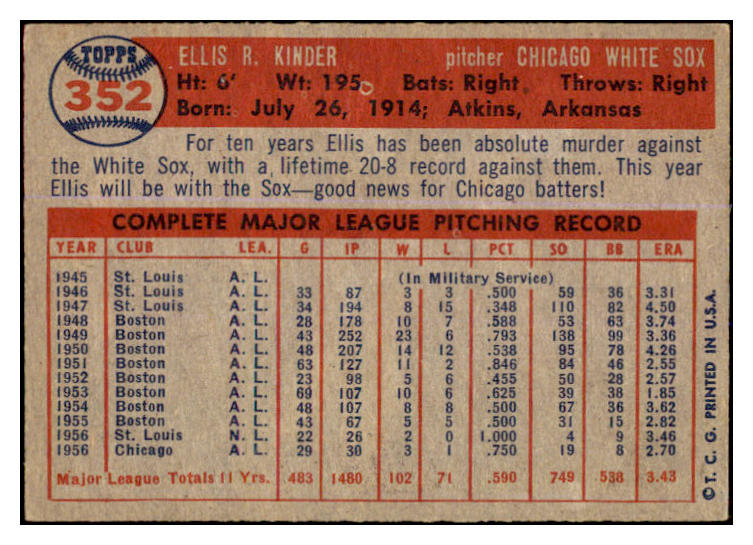 TOPPS
352
ELLIS R. KINDER pitcher CHICAGO WHITE SOX
Ht: 6' Wt: 195 Bats: Right Throws: Right
Born: July 26, 1914; Atkins, Arkansas
For ten years Ellis has been absolute murder against
the White Sox, with a lifetime 20-8 record against them. This year
Ellis will be with the Sox—good news for Chicago batters!
COMPLETE MAJOR LEAGUE PITCHING RECORD
YEAR CLUB LEA. G IP W L PCT SO BB ERA
1945 St. Louis A. L. (In Military Service)
1946 St. Louis A. L. 33 87 3 3 .500 59 36 3.31
1947 St. Louis A. L. 34 194 8 15 .348 110 82 4.50
1948 Boston A. L. 28 178 10 7 .588 53 63 3.74
1949 Boston A. L. 43 252 23 6 .793 138 99 3.36
1950 Boston A. L. 48 207 14 12 .538 95 78 4.26
1951 Boston A. L. 63 127 11 2 .846 84 46 2.55
1952 Boston A. L. 23 98 5 6 .455 50 28 2.57
1953 Boston A. L. 69 107 10 6 .625 39 38 1.85
1954 Boston A. L. 48 107 8 8 .500 67 36 3.62
1955 Boston A. L. 43 67 5 5 .500 31 15 2.82
1956 St. Louis N. L. 22 26 2 0 1.000 4 9 3.46
1956 Chicago A. L. 29 30 3 1 .750 19 8 2.70
Major League Totals 11 Yrs. 483 1480 102 71 .590 749 538 3.43
© T. C. G. PRINTED IN U.S.A.